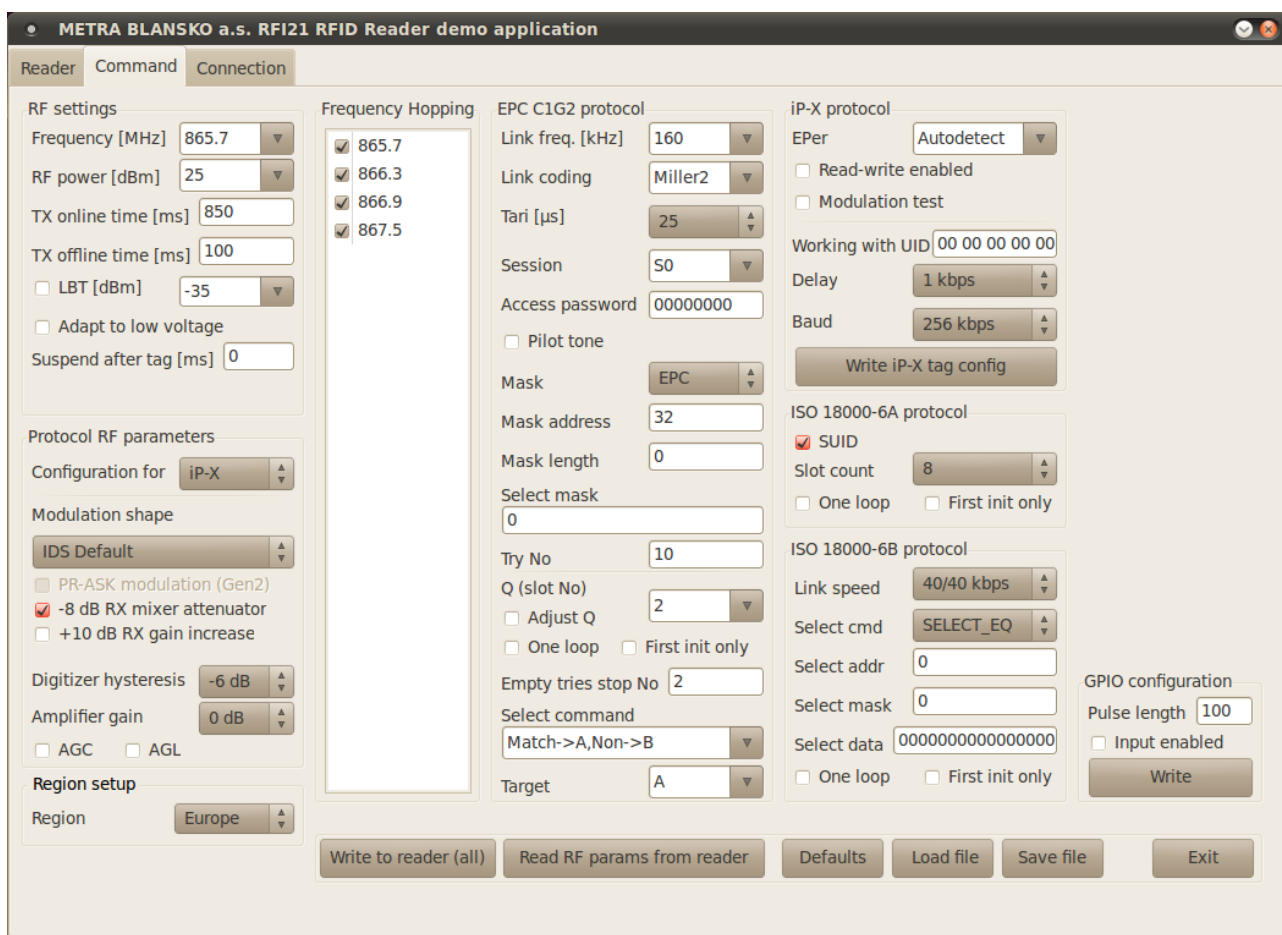 METRA BLANSKO a.s. RFI21 RFID Reader demo application
Reader Command Connection
RF settings
Frequency [MHz] 865.7
RF power [dBm] 25
TX online time [ms] 850
TX offline time [ms] 100
LBT [dBm] -35
Adapt to low voltage
Suspend after tag [ms] 0
Protocol RF parameters
Configuration for iP-X
Modulation shape
IDS Default
PR-ASK modulation (Gen2)
-8 dB RX mixer attenuator
+10 dB RX gain increase
Digitizer hysteresis -6 dB
Amplifier gain 0 dB
AGC AGL
Region setup
Region Europe
Frequency Hopping
865.7
866.3
866.9
867.5
EPC C1G2 protocol
Link freq. [kHz] 160
Link coding Miller2
Tari [µs] 25
Session S0
Access password 00000000
Pilot tone
Mask EPC
Mask address 32
Mask length 0
Select mask
0
Try No 10
Q (slot No)
2
Adjust Q
One loop First init only
Empty tries stop No 2
Select command
Match->A,Non->B
Target A
iP-X protocol
EPer Autodetect
Read-write enabled
Modulation test
Working with UID 00 00 00 00 00
Delay 1 kbps
Baud 256 kbps
Write iP-X tag config
ISO 18000-6A protocol
SUID
Slot count 8
One loop First init only
ISO 18000-6B protocol
Link speed 40/40 kbps
Select cmd SELECT_EQ
Select addr 0
Select mask 0
Select data 0000000000000000
One loop First init only
GPIO configuration
Pulse length 100
Input enabled
Write
Write to reader (all) Read RF params from reader Defaults Load file Save file Exit